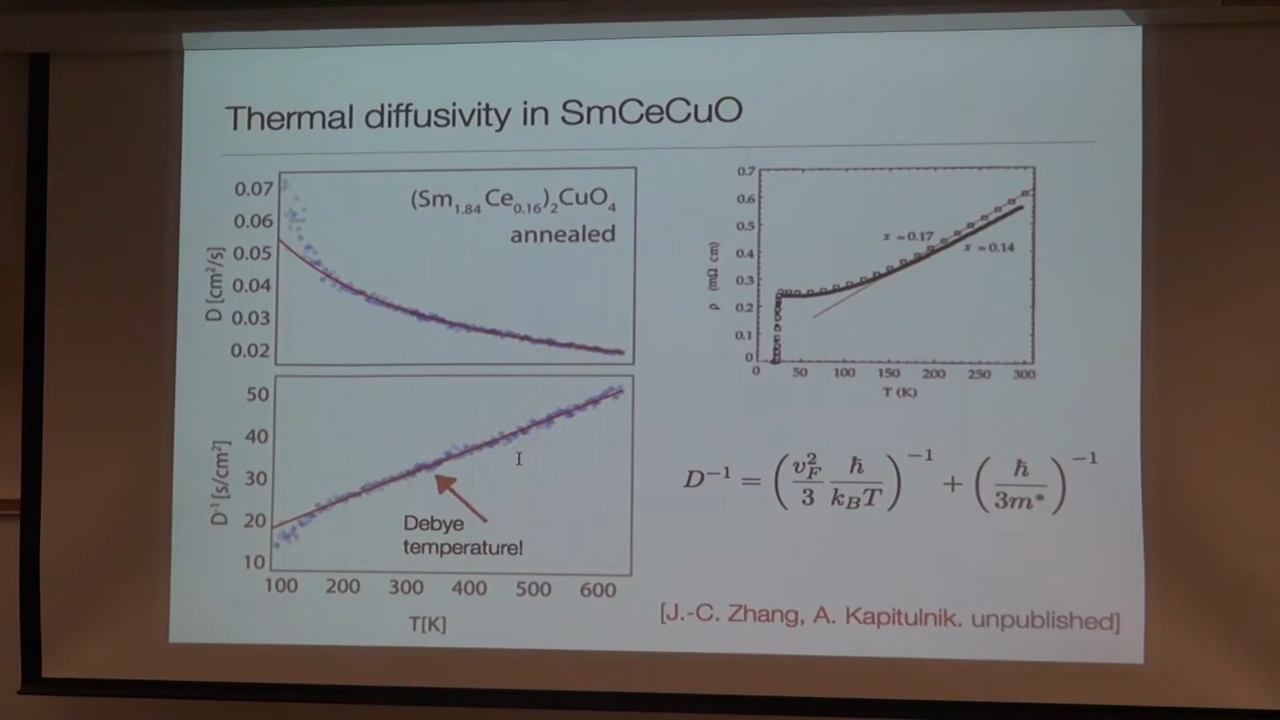 Thermal diffusivity in SmCeCuO
0.07
0.06
0.05
0.04
0.03
0.02
D [cm²/s]
(Sm₁.₈₄Ce₀.₁₆)₂CuO₄
annealed
50
40
30
20
10
D⁻¹ [s/cm²]
Debye
temperature!
100 200 300 400 500 600
T[K]
0.7
0.6
0.5
0.4
0.3
0.2
0.1
0
ρ (mΩ cm)
x = 0.17
x = 0.14
0 50 100 150 200 250 300
T (K)
D⁻¹ = (v_F²/3 ħ/k_BT)⁻¹ + (ħ/3m*)⁻¹
[J.-C. Zhang, A. Kapitulnik. unpublished]